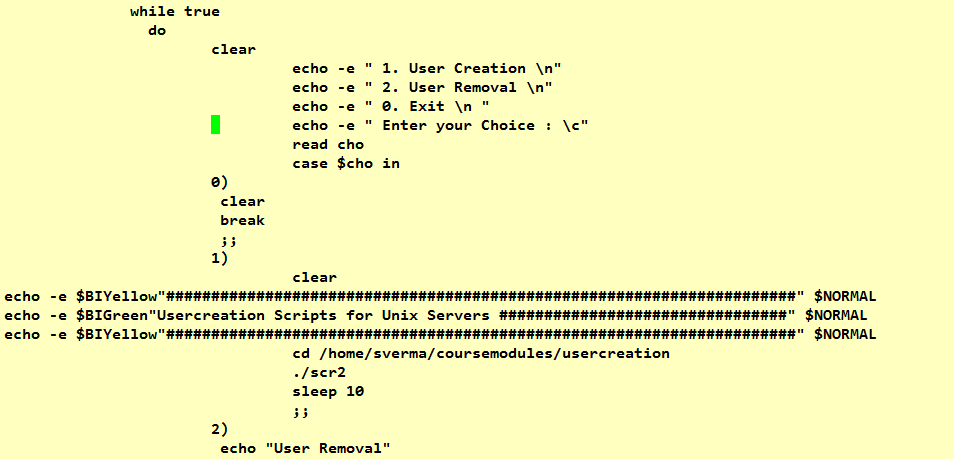 while true
do
clear
echo -e " 1. User Creation \n"
echo -e " 2. User Removal \n"
echo -e " 0. Exit \n "
echo -e " Enter your Choice : \c"
read cho
case $cho in
0)
clear
break
;;
1)
clear
echo -e $BIYellow"######################################################################" $NORMAL
echo -e $BIGreen"Usercreation Scripts for Unix Servers ################################" $NORMAL
echo -e $BIYellow"######################################################################" $NORMAL
cd /home/sverma/coursemodules/usercreation
./scr2
sleep 10
;;
2)
echo "User Removal"